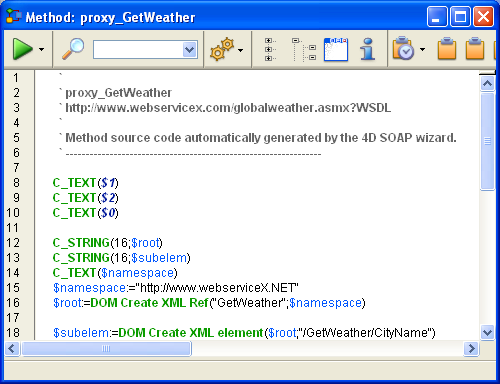 Method: proxy_GetWeather
1 `
2 ` proxy_GetWeather
3 ` http://www.webservicex.com/globalweather.asmx?WSDL
4 `
5 ` Method source code automatically generated by the 4D SOAP wizard.
6 ` ----------------------------------------------------------------
7
8 C_TEXT($1)
9 C_TEXT($2)
10 C_TEXT($0)
11
12 C_STRING(16;$root)
13 C_STRING(16;$subelem)
14 C_TEXT($namespace)
15 $namespace:="http://www.webserviceX.NET"
16 $root:=DOM Create XML Ref("GetWeather";$namespace)
17
18 $subelem:=DOM Create XML element($root;"/GetWeather/CityName")